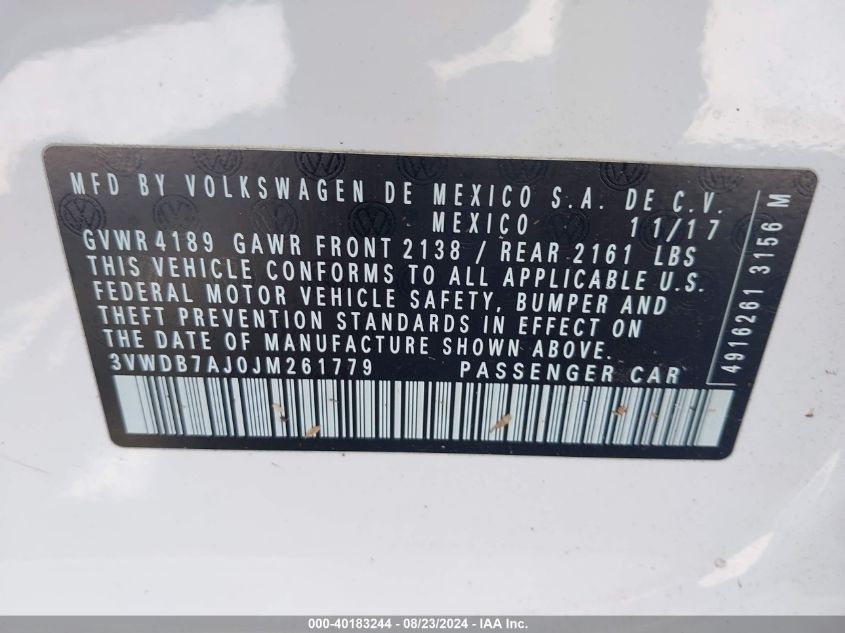 MFD BY VOLKSWAGEN DE MEXICO S.A. DE C.V.
MEXICO 11/17
GVWR 4189 GAWR FRONT 2138 / REAR 2161 LBS
THIS VEHICLE CONFORMS TO ALL APPLICABLE U.S.
FEDERAL MOTOR VEHICLE SAFETY, BUMPER AND
THEFT PREVENTION STANDARDS IN EFFECT ON
THE DATE OF MANUFACTURE SHOWN ABOVE.
3VWDB7AJ0JM261779 PASSENGER CAR
4916261 3156 M
000-40183244 - 08/23/2024 - IAA Inc.